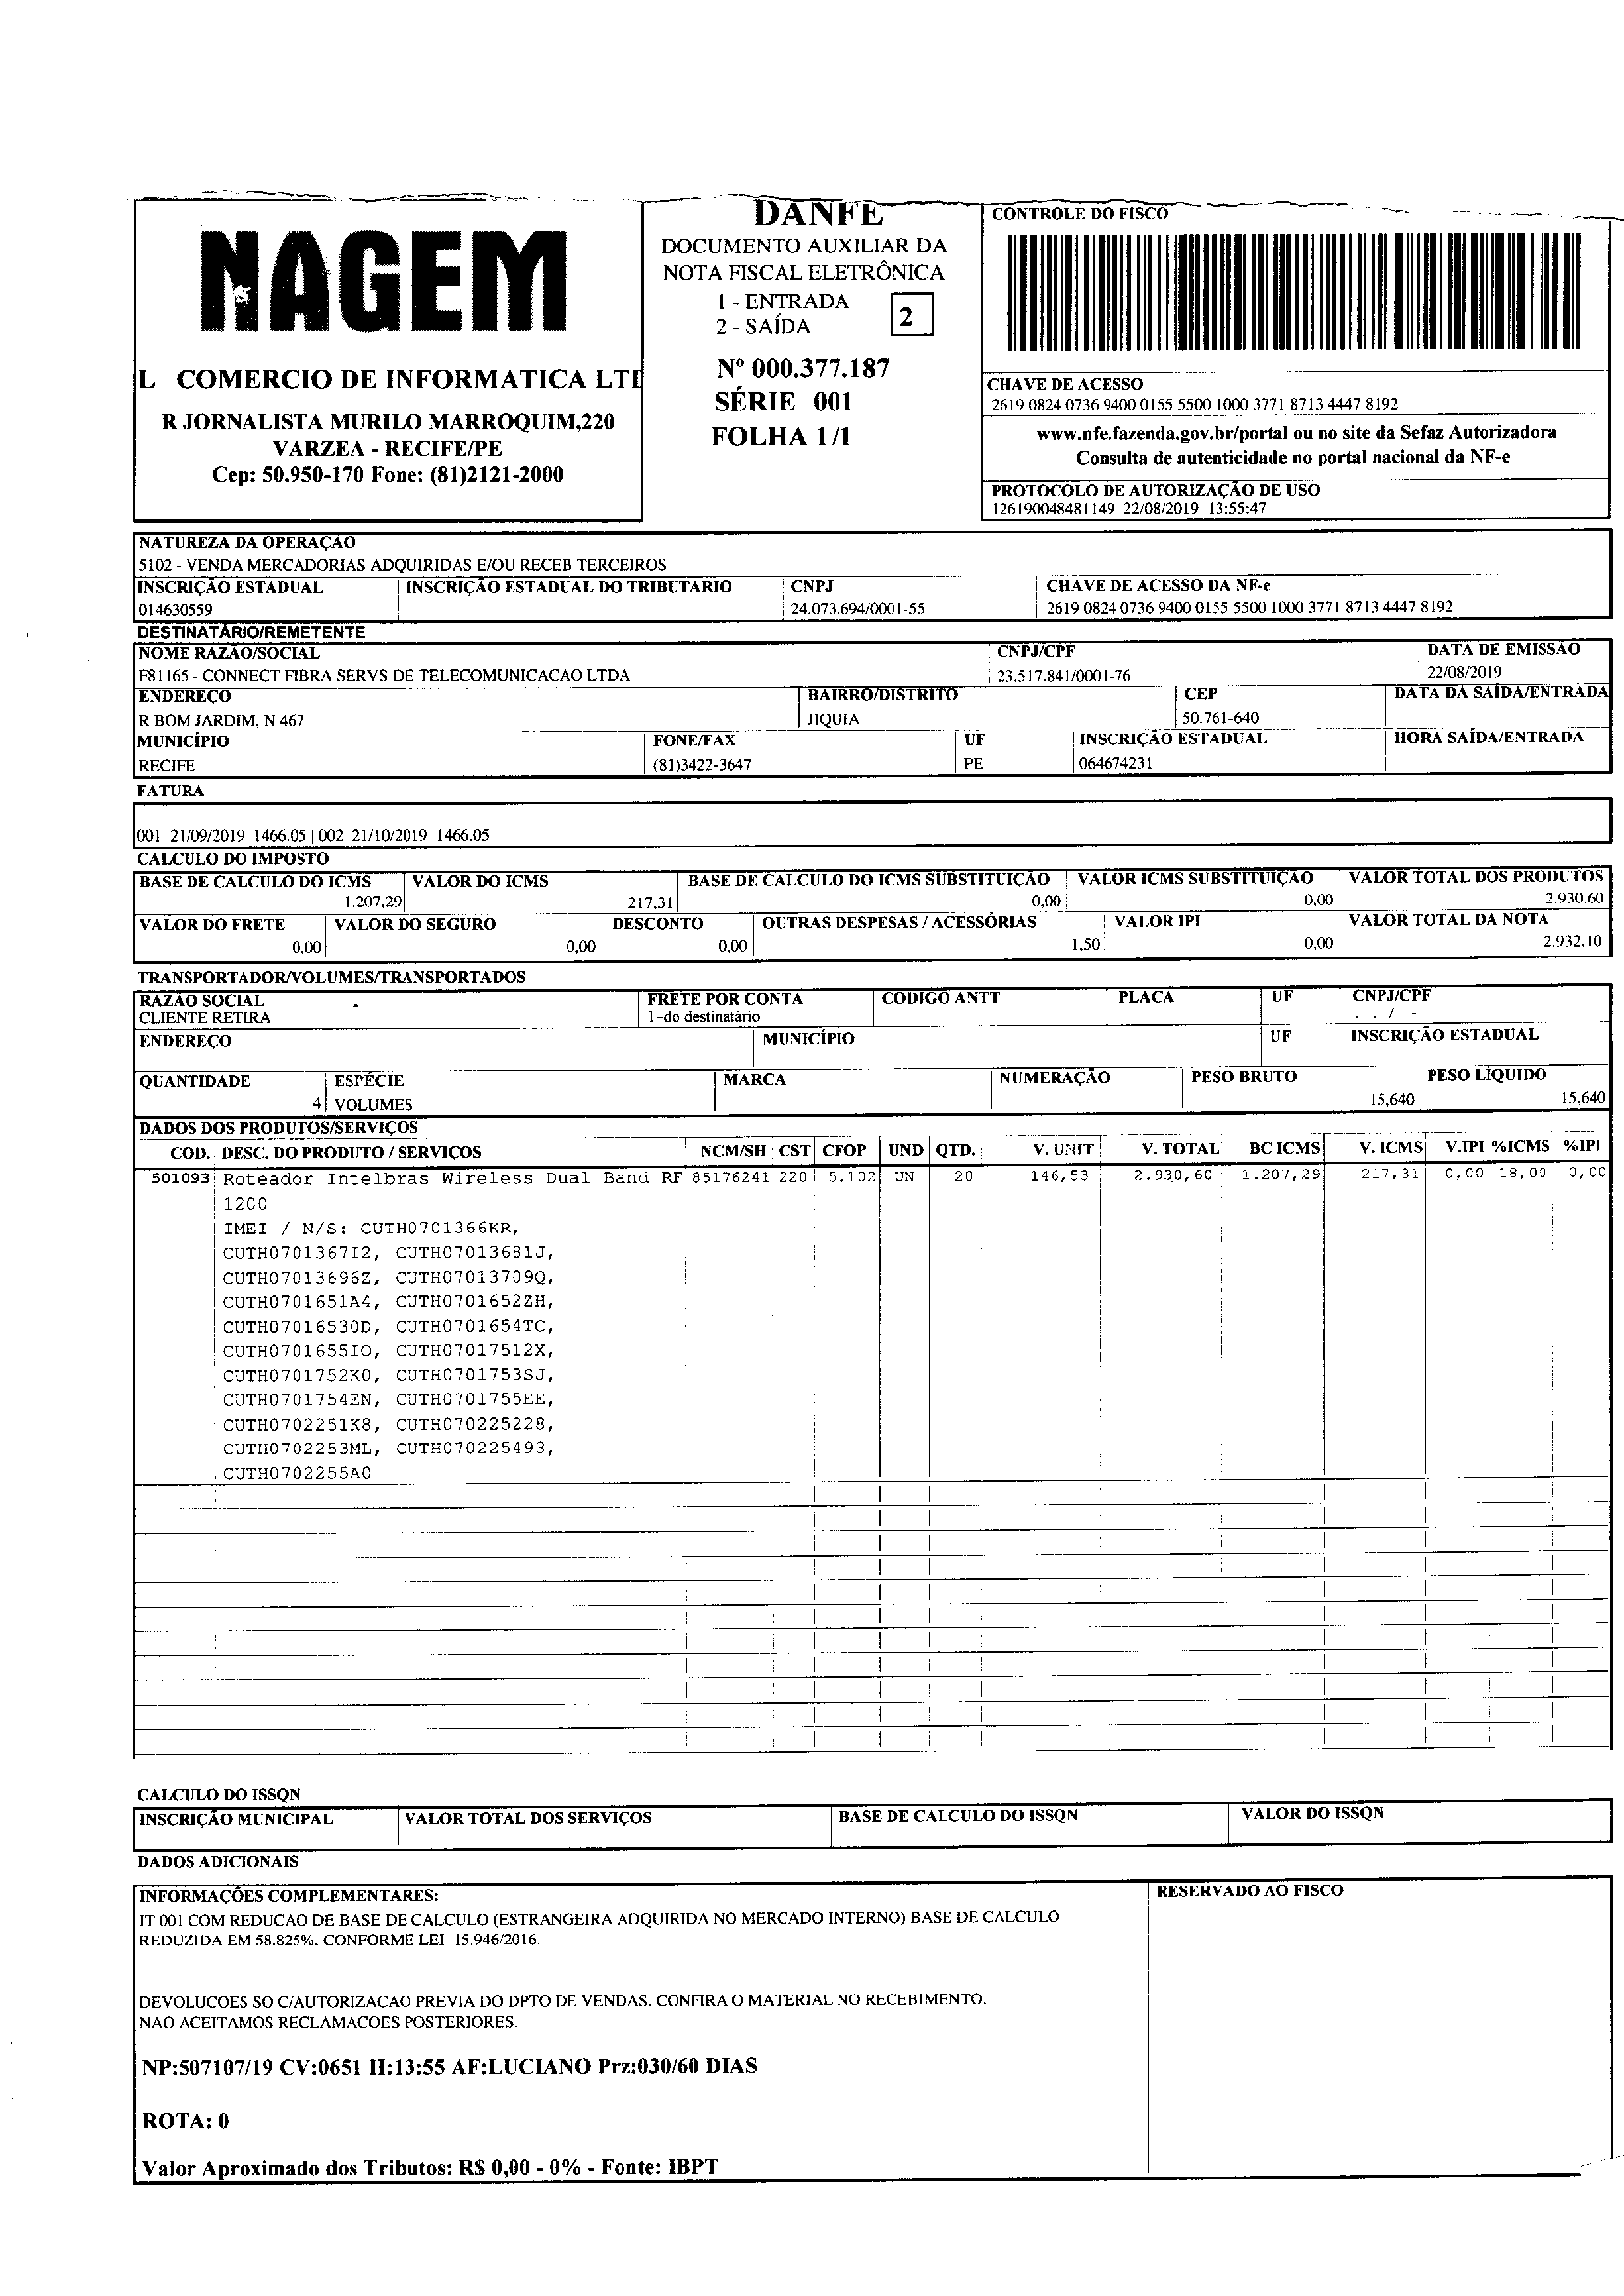 NAGEM
L COMERCIO DE INFORMATICA LTD
R JORNALISTA MURILO MARROQUIM,220
VARZEA - RECIFE/PE
Cep: 50.950-170 Fone: (81)2121-2000
DANFE
DOCUMENTO AUXILIAR DA
NOTA FISCAL ELETRÔNICA
1 - ENTRADA
2 - SAÍDA
2
Nº 000.377.187
SÉRIE 001
FOLHA 1/1
CONTROLE DO FISCO
CHAVE DE ACESSO
2619 0824 0736 9400 0155 5500 1000 3771 8713 4447 8192
www.nfe.fazenda.gov.br/portal ou no site da Sefaz Autorizadora
Consulta de autenticidade no portal nacional da NF-e
PROTOCOLO DE AUTORIZAÇÃO DE USO
126190048481149 22/08/2019 13:55:47
NATUREZA DA OPERAÇÃO
5102 - VENDA MERCADORIAS ADQUIRIDAS E/OU RECEB TERCEIROS
INSCRIÇÃO ESTADUAL INSCRIÇÃO ESTADUAL DO TRIBUTARIO CNPJ CHAVE DE ACESSO DA NF-e
014630559 24.073.694/0001-55 2619 0824 0736 9400 0155 5500 1000 3771 8713 4447 8192
DESTINATÁRIO/REMETENTE
NOME RAZÃO/SOCIAL CNPJ/CPF DATA DE EMISSÃO
F81165 - CONNECT FIBRA SERVS DE TELECOMUNICACAO LTDA 23.517.841/0001-76 22/08/2019
ENDEREÇO BAIRRO/DISTRITO CEP DATA DA SAÍDA/ENTRADA
R BOM JARDIM, N 467 JIQUIA 50.761-640
MUNICÍPIO FONE/FAX UF INSCRIÇÃO ESTADUAL HORA SAÍDA/ENTRADA
RECIFE (81)3422-3647 PE 064674231
FATURA
001 21/09/2019 1466.05 | 002 21/10/2019 1466.05
CALCULO DO IMPOSTO
BASE DE CALCULO DO ICMS VALOR DO ICMS BASE DE CALCULO DO ICMS SUBSTITUIÇÃO VALOR ICMS SUBSTITUIÇÃO VALOR TOTAL DOS PRODUTOS
1.207,29 217,31 0,00 0,00 2.930.60
VALOR DO FRETE VALOR DO SEGURO DESCONTO OUTRAS DESPESAS / ACESSÓRIAS VALOR IPI VALOR TOTAL DA NOTA
0,00 0,00 0,00 1,50 0,00 2.932,10
TRANSPORTADOR/VOLUMES/TRANSPORTADOS
RAZÃO SOCIAL FRETE POR CONTA CODIGO ANTT PLACA UF CNPJ/CPF
CLIENTE RETIRA 1-do destinatário . . / -
ENDEREÇO MUNICÍPIO UF INSCRIÇÃO ESTADUAL
QUANTIDADE ESPÉCIE MARCA NUMERAÇÃO PESO BRUTO PESO LÍQUIDO
4 VOLUMES 15,640 15,640
DADOS DOS PRODUTOS/SERVIÇOS
COD. DESC. DO PRODUTO / SERVIÇOS NCM/SH CST CFOP UND QTD. V. UNIT V. TOTAL BC ICMS V. ICMS V.IPI %ICMS %IPI
501093 Roteador Intelbras Wireless Dual Band RF 85176241 220 5.102 UN 20 146,53 2.930,60 1.207,29 217,31 0,00 18,00 0,00
1200
IMEI / N/S: CUTH0701366KR,
CUTH0701367I2, CUTH07013681J,
CUTH07013696Z, CUTH07013709Q,
CUTH0701651A4, CUTH0701652ZH,
CUTH07016530D, CUTH0701654TC,
CUTH0701655IO, CUTH07017512X,
CUTH0701752K0, CUTH0701753SJ,
CUTH0701754EN, CUTH0701755EE,
CUTH0702251K8, CUTH070225228,
CUTH0702253ML, CUTH070225493,
CUTH0702255A0
CALCULO DO ISSQN
INSCRIÇÃO MUNICIPAL VALOR TOTAL DOS SERVIÇOS BASE DE CALCULO DO ISSQN VALOR DO ISSQN
DADOS ADICIONAIS
INFORMAÇÕES COMPLEMENTARES: RESERVADO AO FISCO
IT 001 COM REDUCAO DE BASE DE CALCULO (ESTRANGEIRA ADQUIRIDA NO MERCADO INTERNO) BASE DE CALCULO
REDUZIDA EM 58.825%. CONFORME LEI 15.946/2016.
DEVOLUCOES SO C/AUTORIZACAO PREVIA DO DPTO DE VENDAS. CONFIRA O MATERIAL NO RECEBIMENTO.
NAO ACEITAMOS RECLAMACOES POSTERIORES.
NP:507107/19 CV:0651 H:13:55 AF:LUCIANO Prz:030/60 DIAS
ROTA: 0
Valor Aproximado dos Tributos: R$ 0,00 - 0% - Fonte: IBPT